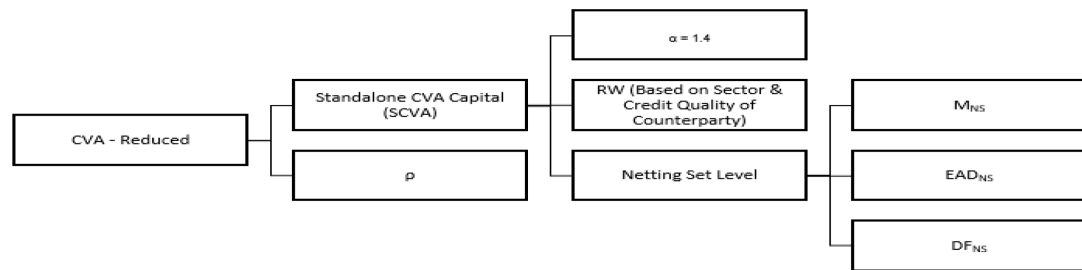 CVA - Reduced
Standalone CVA Capital
(SCVA)
ρ
α = 1.4
RW (Based on Sector &
Credit Quality of
Counterparty)
Netting Set Level
MNS
EADNS
DFNS